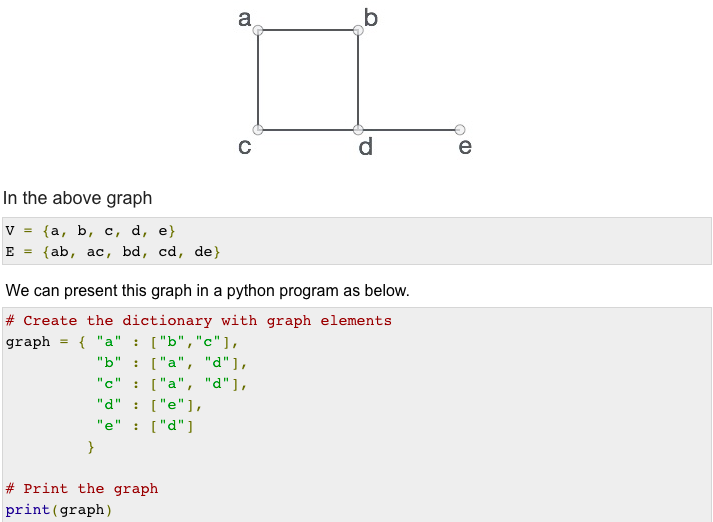 a b
c d e
In the above graph
V = {a, b, c, d, e}
E = {ab, ac, bd, cd, de}
We can present this graph in a python program as below.
# Create the dictionary with graph elements
graph = { "a" : ["b","c"],
          "b" : ["a", "d"],
          "c" : ["a", "d"],
          "d" : ["e"],
          "e" : ["d"]
         }
# Print the graph
print(graph)